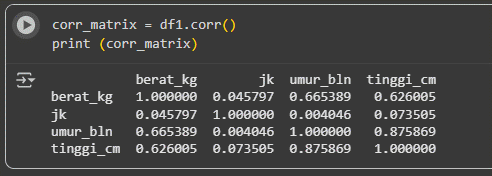 corr_matrix = df1.corr()
print (corr_matrix)
berat_kg jk umur_bln tinggi_cm
berat_kg 1.000000 0.045797 0.665389 0.626005
jk 0.045797 1.000000 0.004046 0.073505
umur_bln 0.665389 0.004046 1.000000 0.875869
tinggi_cm 0.626005 0.073505 0.875869 1.000000